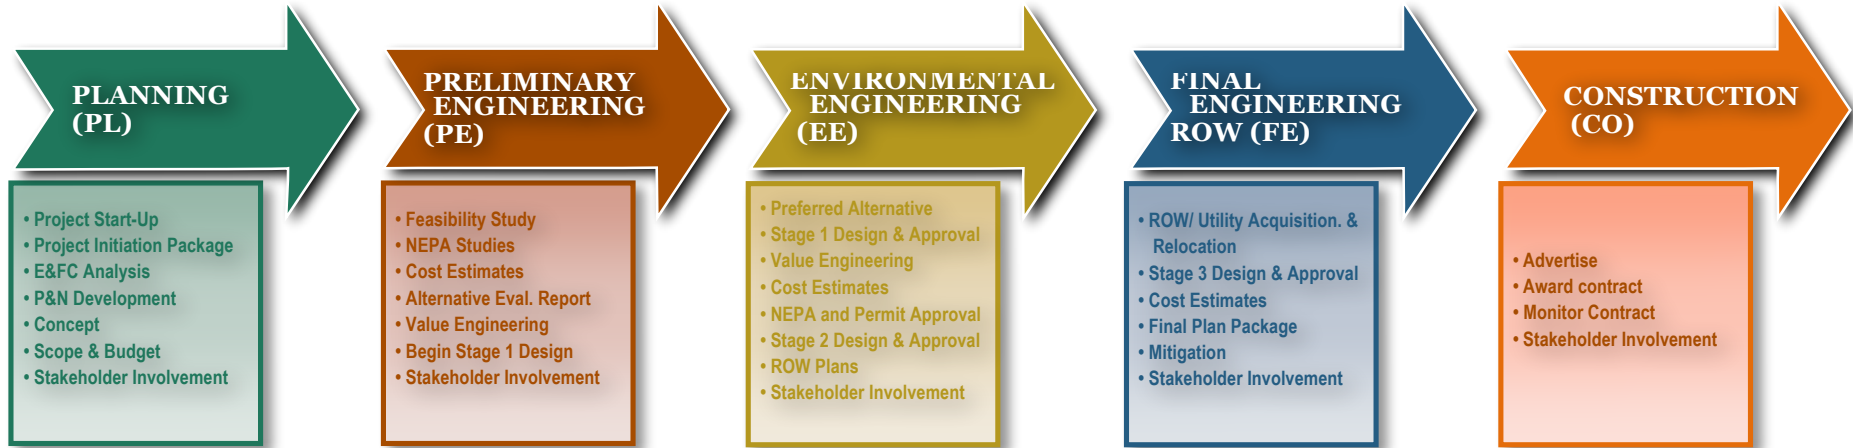 PLANNING
(PL)
• Project Start-Up
• Project Initiation Package
• E&FC Analysis
• P&N Development
• Concept
• Scope & Budget
• Stakeholder Involvement
PRELIMINARY
ENGINEERING
(PE)
• Feasibility Study
• NEPA Studies
• Cost Estimates
• Alternative Eval. Report
• Value Engineering
• Begin Stage 1 Design
• Stakeholder Involvement
ENVIRONMENTAL
ENGINEERING
(EE)
• Preferred Alternative
• Stage 1 Design & Approval
• Value Engineering
• Cost Estimates
• NEPA and Permit Approval
• Stage 2 Design & Approval
• ROW Plans
• Stakeholder Involvement
FINAL
ENGINEERING
ROW (FE)
• ROW/ Utility Acquisition. &
Relocation
• Stage 3 Design & Approval
• Cost Estimates
• Final Plan Package
• Mitigation
• Stakeholder Involvement
CONSTRUCTION
(CO)
• Advertise
• Award contract
• Monitor Contract
• Stakeholder Involvement